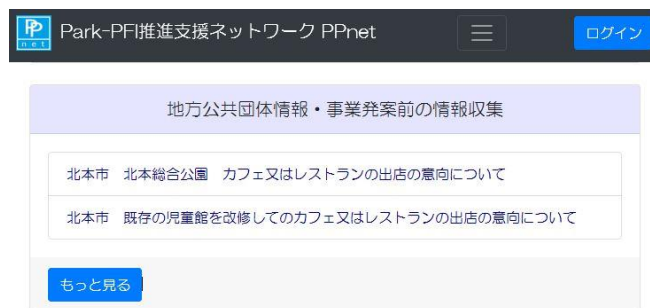 PP
net
Park-PFI推進支援ネットワーク PPnet
ログイン
地方公共団体情報・事業発案前の情報収集
北本市 北本総合公園 カフェ又はレストランの出店の意向について
北本市 既存の児童館を改修してのカフェ又はレストランの出店の意向について
もっと見る